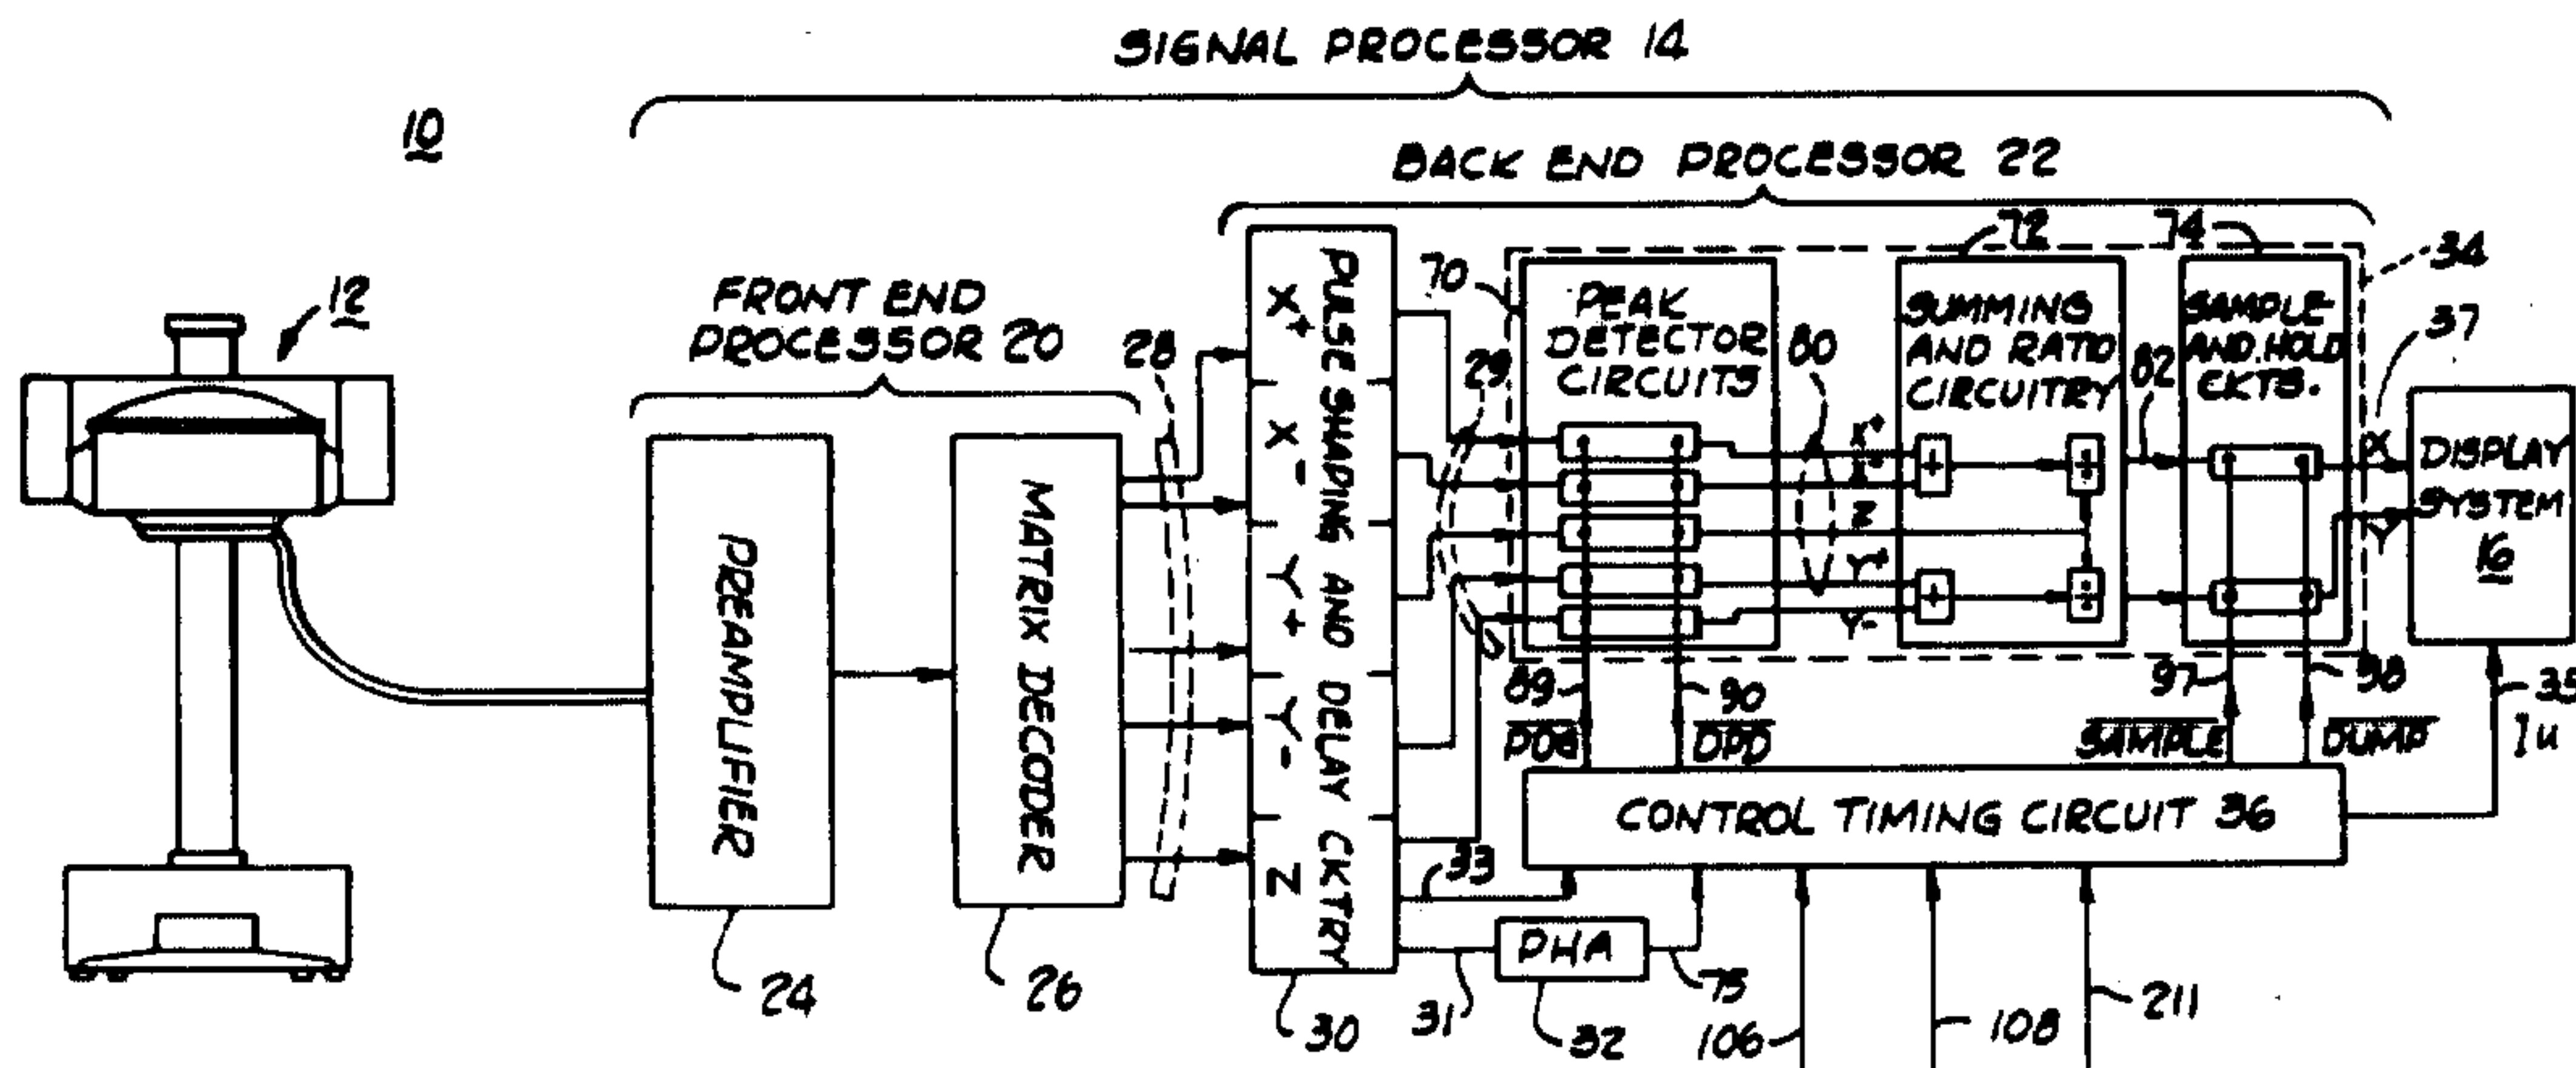 SIGNAL PROCESSOR 14
10
BACK END PROCESSOR 22
12
FRONT END
PROCESSOR 20
28
X+
X-
Y+
Y-
Z
PULSE SHAPING AND DELAY CKTRY
29
70
PEAK
DETECTOR
CIRCUITS
80
72
SUMMING
AND RATIO
CIRCUITRY
82
74
SAMPLE
AND HOLD
CKTS.
34
37
X+
Z
Y+
Y-
+
÷
+
÷
X
Y
DISPLAY
SYSTEM
16
PREAMPLIFIER
MATRIX DECODER
89
90
DPD
97
98
SAMPLE
DUMP
35
CONTROL TIMING CIRCUIT 36
33
PHA
31
75
32
24
26
30
106
108
211